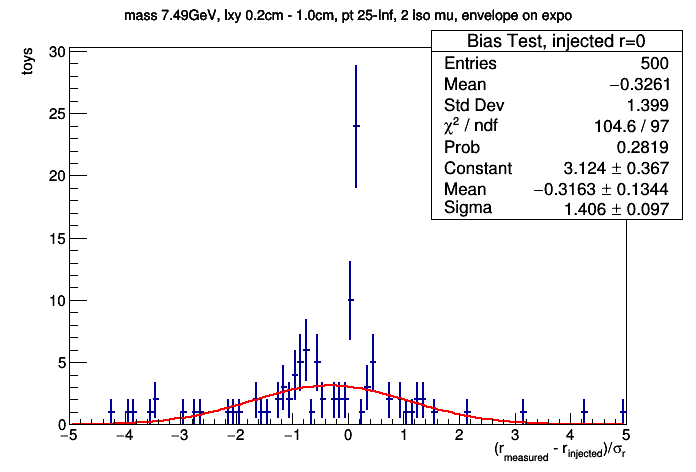 mass 7.49GeV, lxy 0.2cm - 1.0cm, pt 25-Inf, 2 Iso mu, envelope on expo
Bias Test, injected r=0
Entries 500
Mean −0.3261
Std Dev 1.399
χ² / ndf 104.6 / 97
Prob 0.2819
Constant 3.124 ± 0.367
Mean −0.3163 ± 0.1344
Sigma 1.406 ± 0.097
toys
30
25
20
15
10
5
0
−5 −4 −3 −2 −1 0 1 2 3 4 5
(r_measured - r_injected)/σ_r